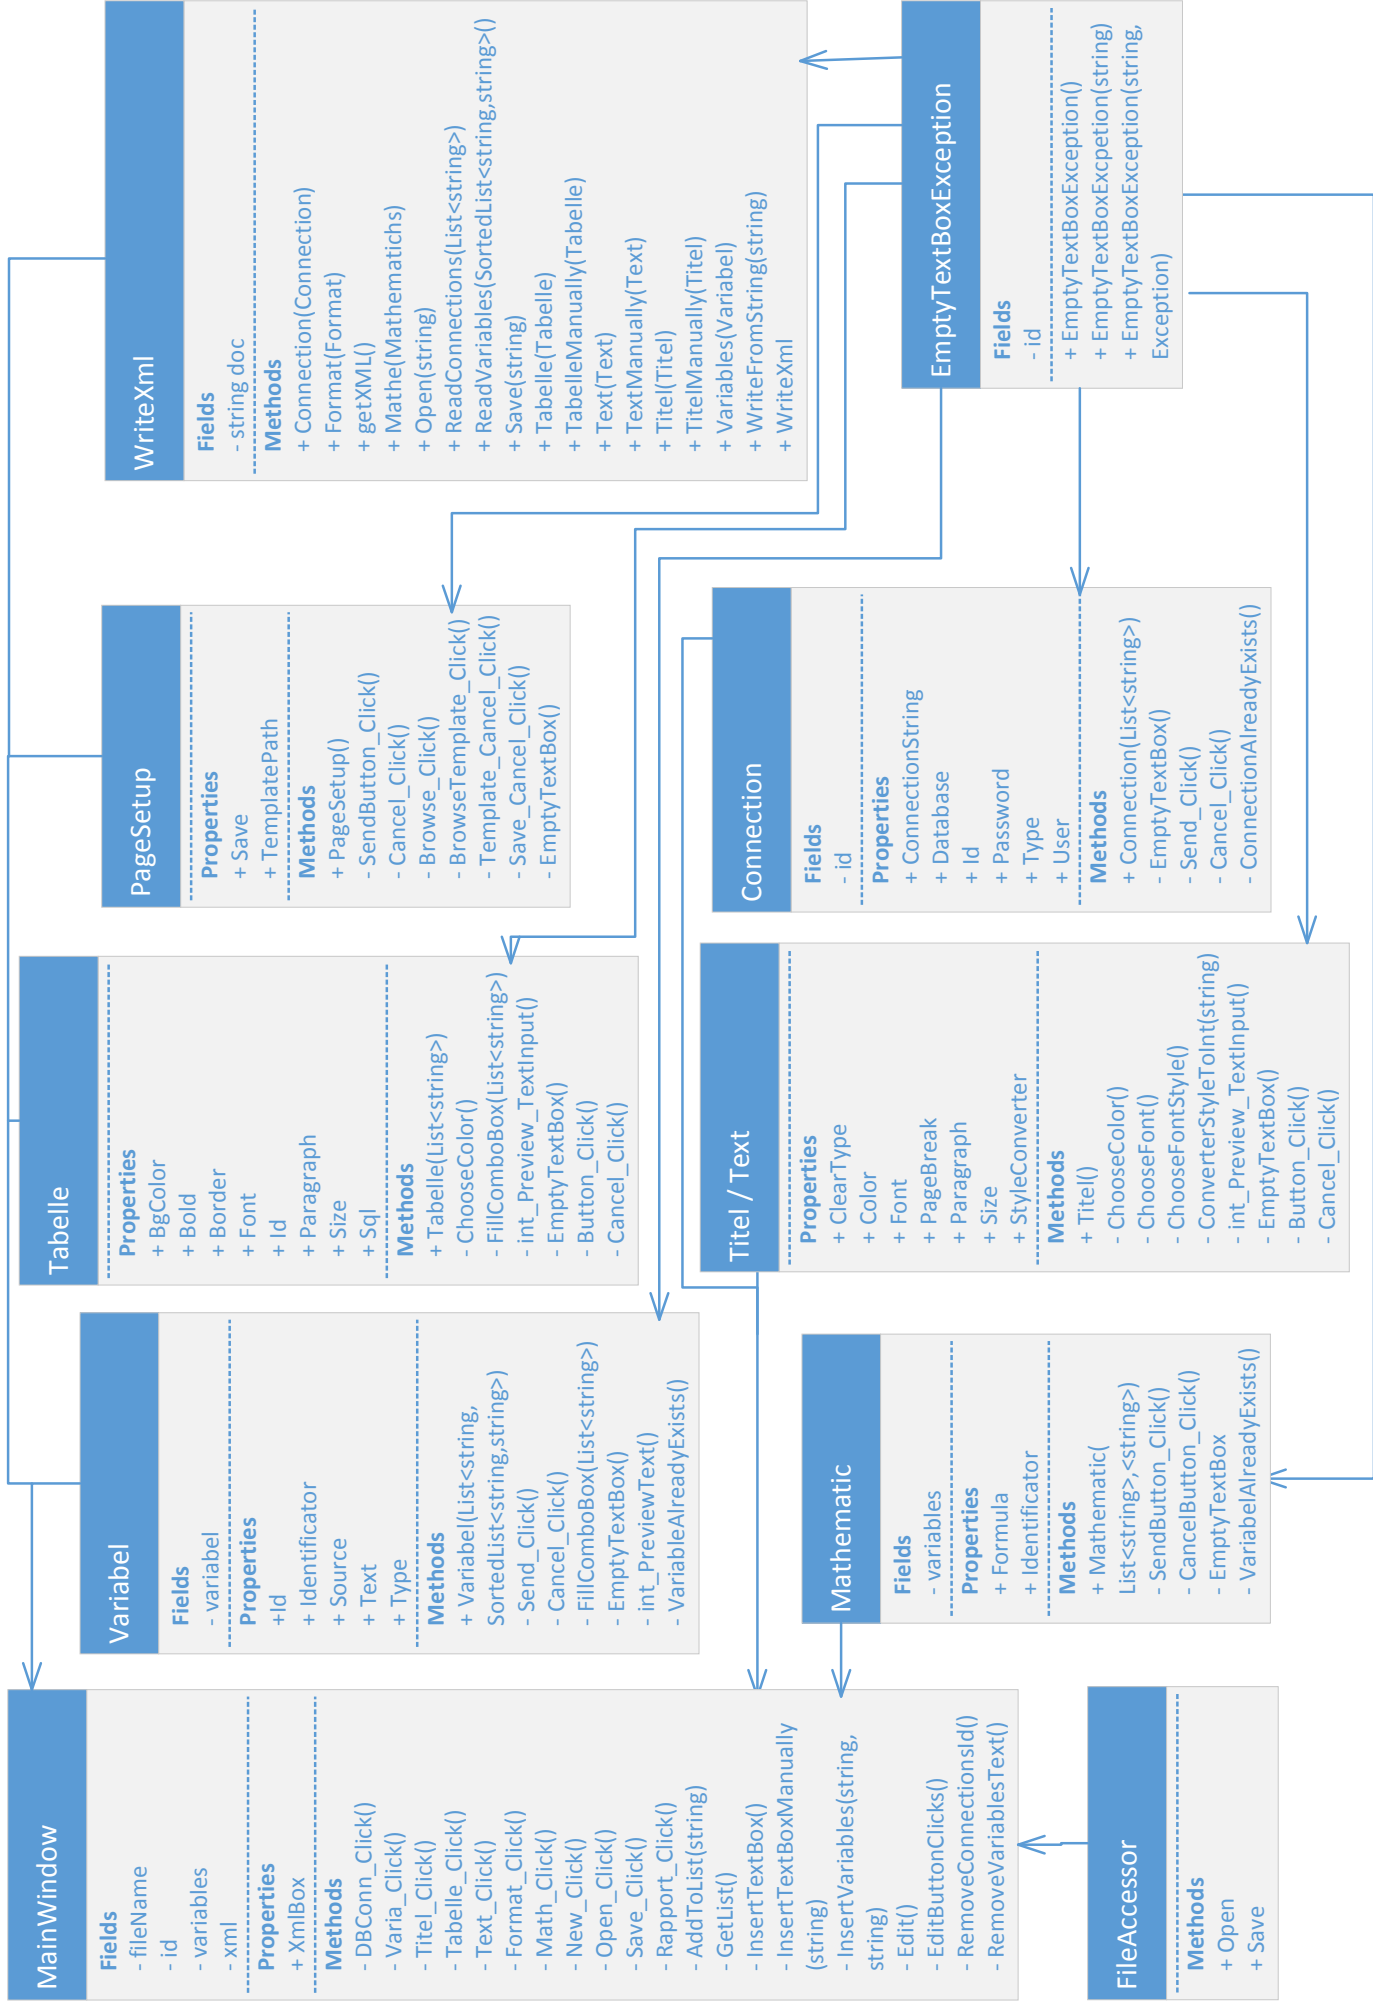 MainWindow
Fields
- fileName
- id
- variables
- xml
Properties
+ XmlBox
Methods
- DBConn_Click()
- Varia_Click()
- Titel_Click()
- Tabelle_Click()
- Text_Click()
- Format_Click()
- Math_Click()
- New_Click()
- Open_Click()
- Save_Click()
- Rapport_Click()
- AddToList(string)
- GetList()
- InsertTextBox()
- InsertTextBoxManually
(string)
- InsertVariables(string,
string)
- Edit()
- EditButtonClicks()
- RemoveConnectionsId()
- RemoveVariablesText()
FileAccessor
Methods
+ Open
+ Save
Variabel
Fields
- variabel
Properties
+Id
+ Identificator
+ Source
+ Text
+ Type
Methods
+ Variabel(List<string,
SortedList<string,string>)
- Send_Click()
- Cancel_Click()
- FillComboBox(List<string>)
- EmptyTextBox()
- int_PreviewText()
- VariableAlreadyExists()
Mathematic
Fields
- variables
Properties
+ Formula
+ Identificator
Methods
+ Mathematic(
List<string>,<string>)
- SendButton_Click()
- CancelButton_Click()
- EmptyTextBox
- VariabelAlreadyExists()
Tabelle
Properties
+ BgColor
+ Bold
+ Border
+ Font
+ Id
+ Paragraph
+ Size
+ Sql
Methods
+ Tabelle(List<string>)
- ChooseColor()
- FillComboBox(List<string>)
- int_Preview_TextInput()
- EmptyTextBox()
- Button_Click()
- Cancel_Click()
Titel / Text
Properties
+ ClearType
+ Color
+ Font
+ PageBreak
+ Paragraph
+ Size
+ StyleConverter
Methods
+ Titel()
- ChooseColor()
- ChooseFont()
- ChooseFontStyle()
- ConverterStyleToInt(string)
- int_Preview_TextInput()
- EmptyTextBox()
- Button_Click()
- Cancel_Click()
PageSetup
Properties
+ Save
+ TemplatePath
Methods
+ PageSetup()
- SendButton_Click()
- Cancel_Click()
- Browse_Click()
- BrowseTemplate_Click()
- Template_Cancel_Click()
- Save_Cancel_Click()
- EmptyTextBox()
Connection
Fields
- id
Properties
+ ConnectionString
+ Database
+ Id
+ Password
+ Type
+ User
Methods
+ Connection(List<string>)
- EmptyTextBox()
- Send_Click()
- Cancel_Click()
- ConnectionAlreadyExists()
WriteXml
Fields
- string doc
Methods
+ Connection(Connection)
+ Format(Format)
+ getXML()
+ Mathe(Mathematichs)
+ Open(string)
+ ReadConnections(List<string>)
+ ReadVariables(SortedList<string,string>()
+ Save(string)
+ Tabelle(Tabelle)
+ TabelleManually(Tabelle)
+ Text(Text)
+ TextManually(Text)
+ Titel(Titel)
+ TitelManually(Titel)
+ Variables(Variabel)
+ WriteFromString(string)
+ WriteXml
EmptyTextBoxException
Fields
- id
+ EmptyTextBoxException()
+ EmptyTextBoxExcpetion(string)
+ EmptyTextBoxException(string,
Exception)